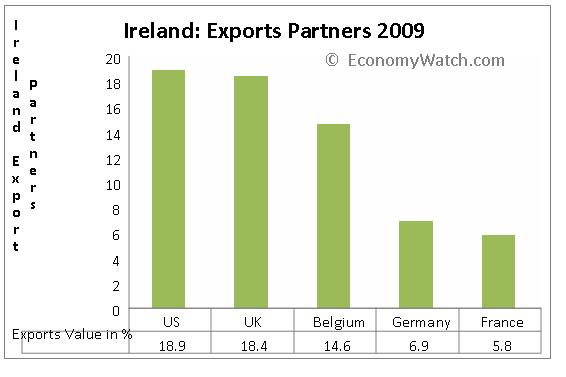 Ireland: Exports Partners 2009
© EconomyWatch.com
Ireland Export
partners
20
18
16
14
12
10
8
6
4
2
0
US UK Belgium Germany France
Exports Value in % 18.9 18.4 14.6 6.9 5.8